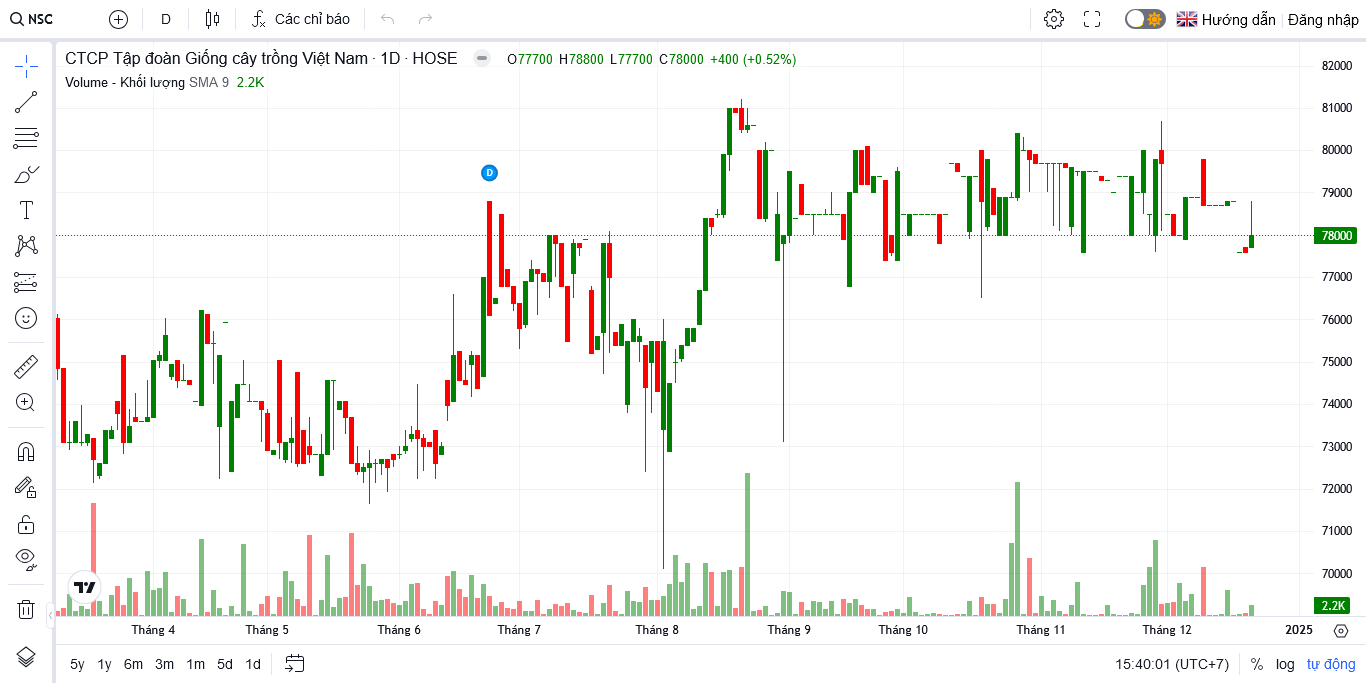 NSC D Các chỉ báo Hướng dẫn Đăng nhập
CTCP Tập đoàn Giống cây trồng Việt Nam · 1D · HOSE O77700 H78800 L77700 C78000 +400 (+0.52%)
Volume - Khối lượng SMA 9 2.2K
82000
81000
80000
D
79000
78000
77000
76000
75000
74000
73000
72000
71000
70000
2.2K
Tháng 4 Tháng 5 Tháng 6 Tháng 7 Tháng 8 Tháng 9 Tháng 10 Tháng 11 Tháng 12 2025
5y 1y 6m 3m 1m 5d 1d 15:40:01 (UTC+7) % log tự động